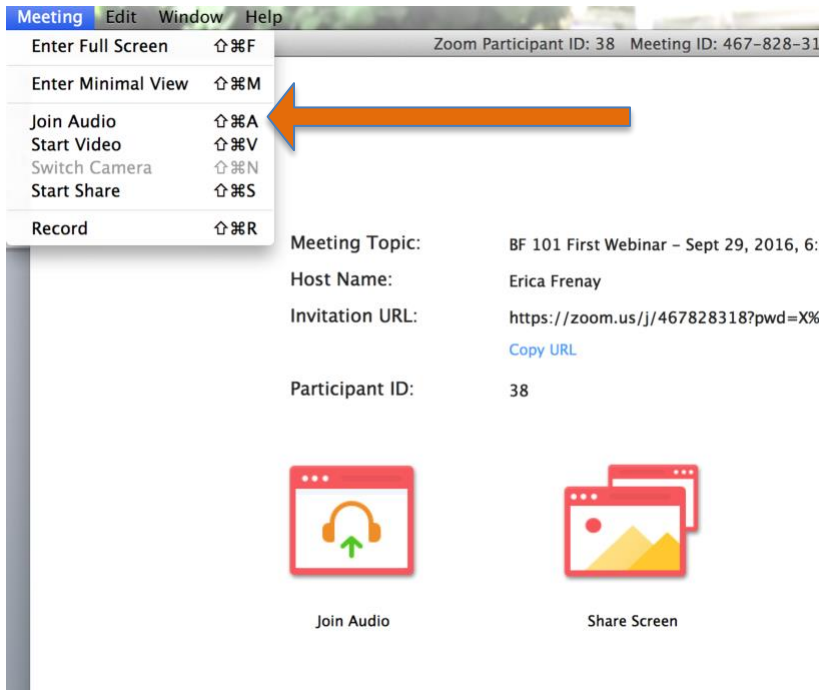 Meeting Edit Window Help
Enter Full Screen ⇧⌘F
Zoom Participant ID: 38 Meeting ID: 467-828-31
Enter Minimal View ⇧⌘M
Join Audio ⇧⌘A
Start Video ⇧⌘V
Switch Camera ⇧⌘N
Start Share ⇧⌘S
Record ⇧⌘R
Meeting Topic: BF 101 First Webinar – Sept 29, 2016, 6:
Host Name: Erica Frenay
Invitation URL: https://zoom.us/j/467828318?pwd=X%
Copy URL
Participant ID: 38
Join Audio Share Screen